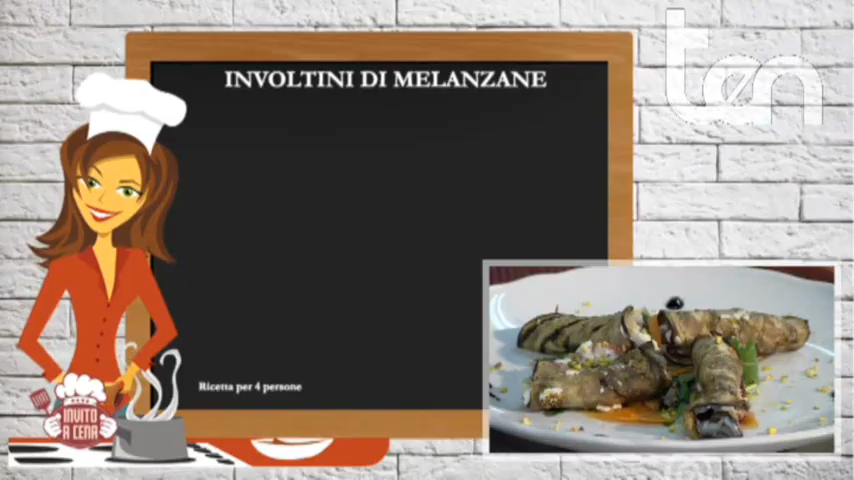 INVOLTINI DI MELANZANE
ten
Ricetta per 4 persone
INVITO
A CENA